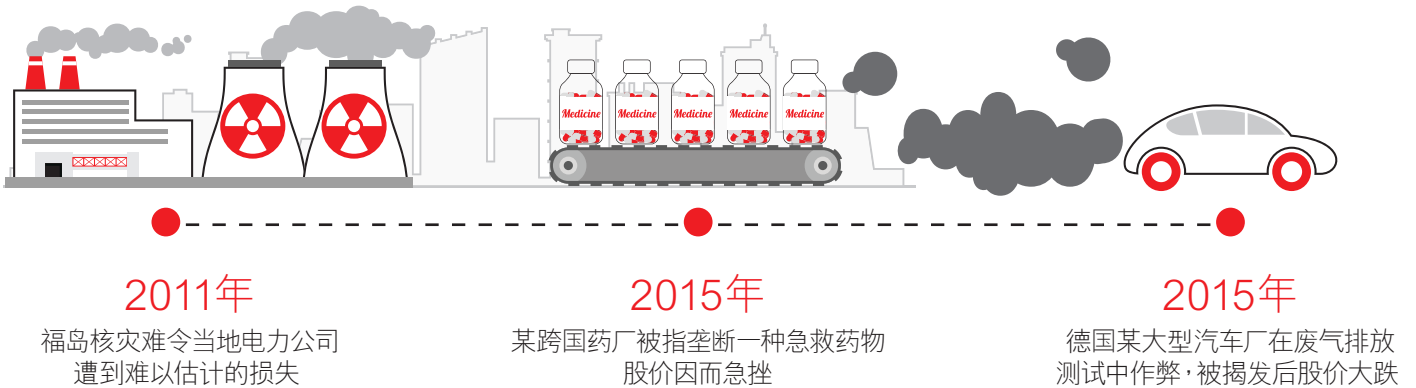 Medicine
Medicine
Medicine
Medicine
Medicine
2011年
福岛核灾难令当地电力公司
遭到难以估计的损失
2015年
某跨国药厂被指垄断一种急救药物
股价因而急挫
2015年
德国某大型汽车厂在废气排放
测试中作弊，被揭发后股价大跌